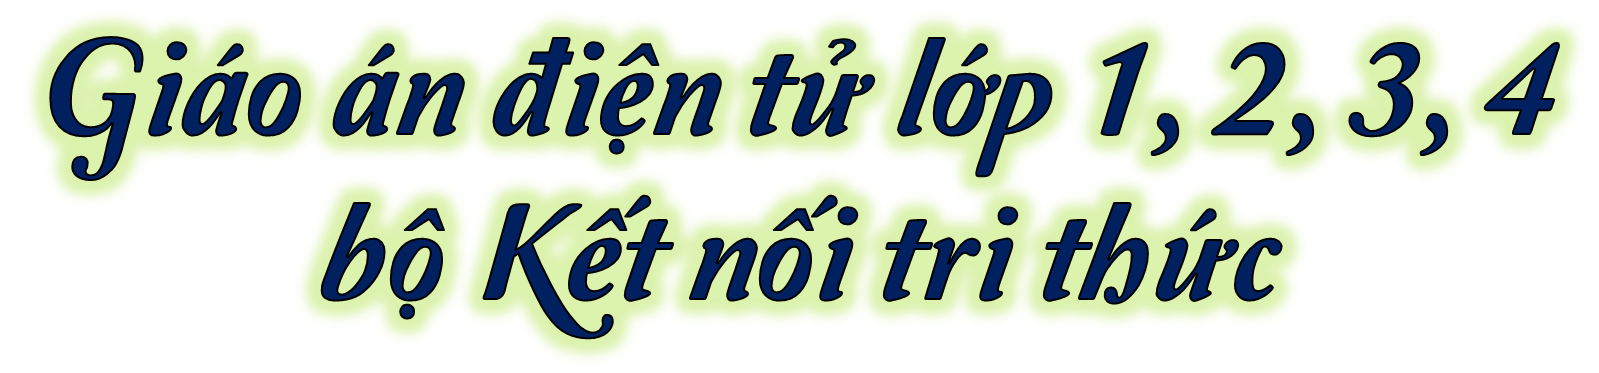 Giáo án điện tử lớp 1, 2, 3, 4
bộ Kết nối tri thức